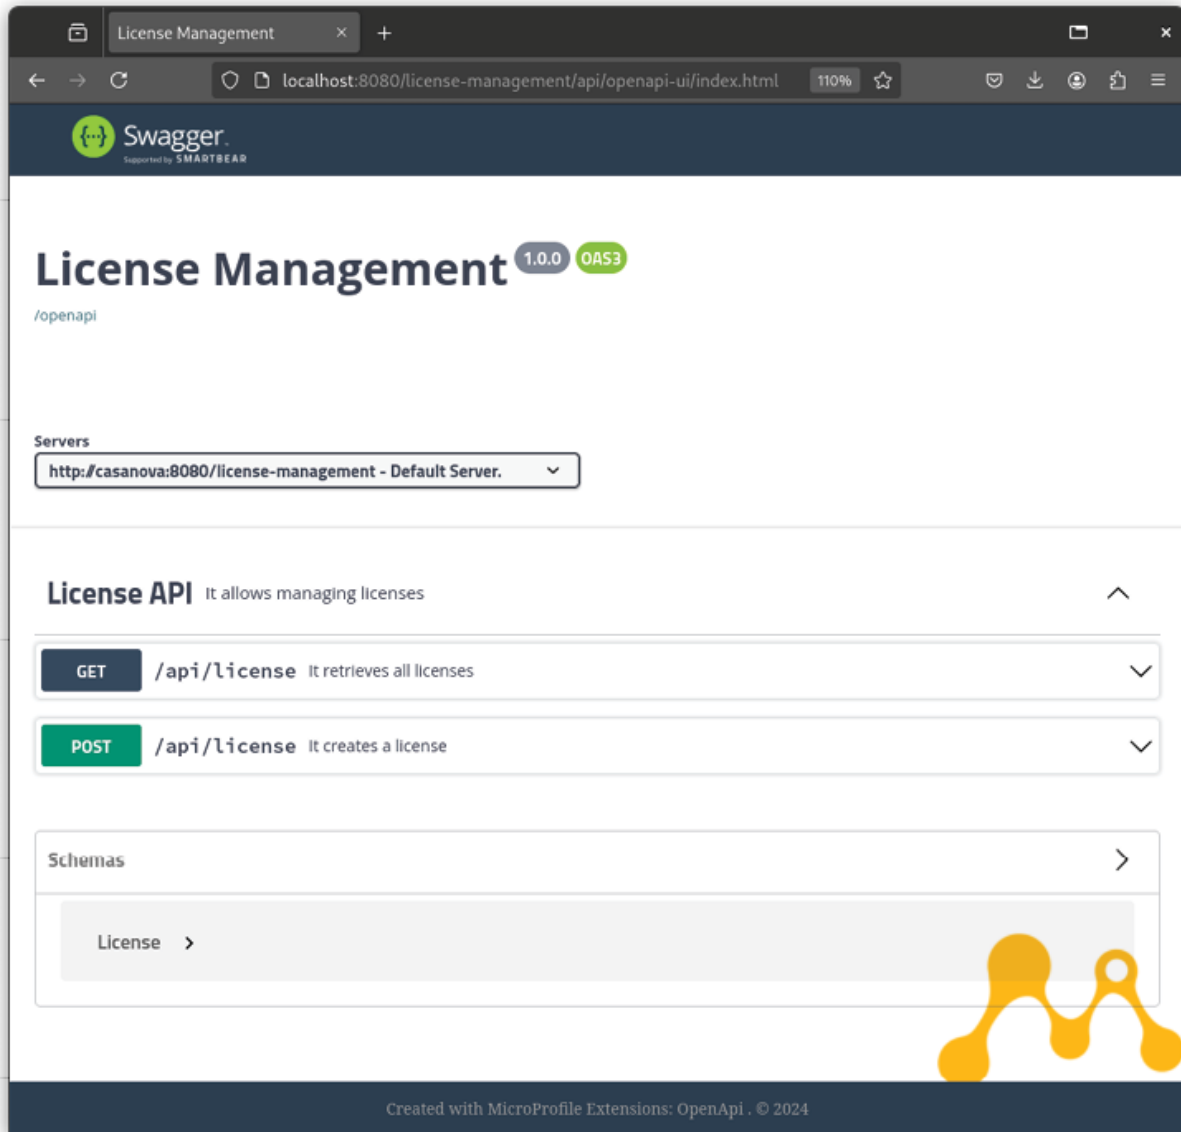 License Management
localhost:8080/license-management/api/openapi-ui/index.html 110%
Swagger.
Supported by SMARTBEAR
License Management 1.0.0 OAS3
/openapi
Servers
http://casanova:8080/license-management - Default Server.
License API It allows managing licenses
GET /api/license It retrieves all licenses
POST /api/license It creates a license
Schemas
License
Created with MicroProfile Extensions: OpenApi . © 2024